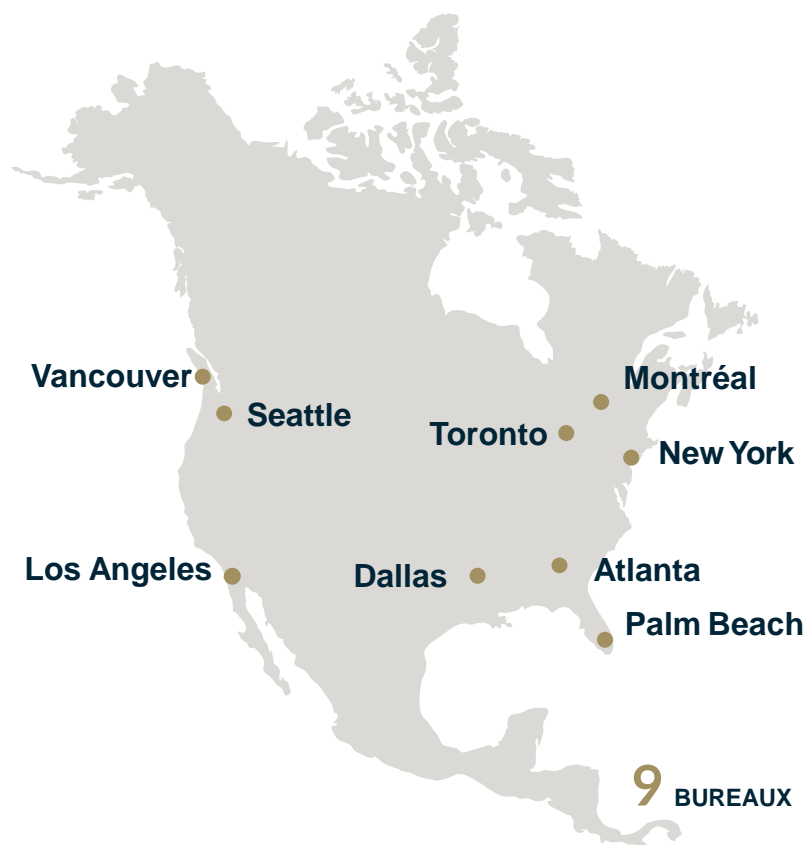 Vancouver
Montréal
Seattle
Toronto
New York
Los Angeles
Dallas
Atlanta
Palm Beach
9 BUREAUX